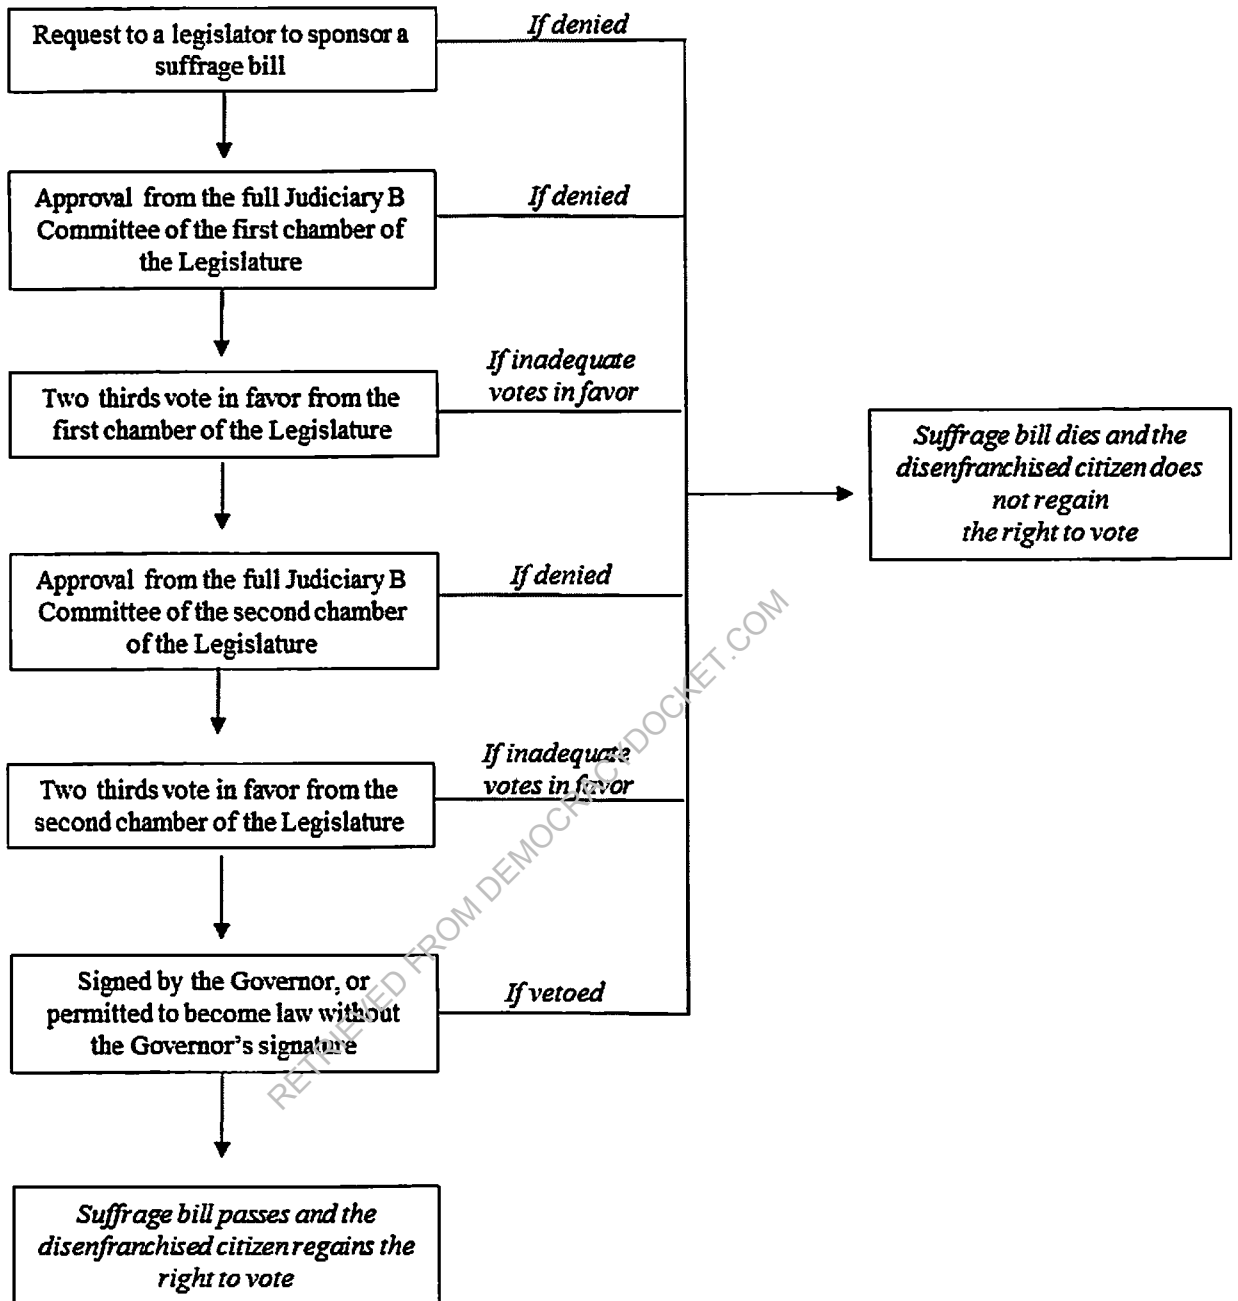 Request to a legislator to sponsor a
suffrage bill
If denied
Approval from the full Judiciary B
Committee of the first chamber of
the Legislature
If denied
Two thirds vote in favor from the
first chamber of the Legislature
If inadequate
votes in favor
Suffrage bill dies and the
disenfranchised citizen does
not regain
the right to vote
Approval from the full Judiciary B
Committee of the second chamber
of the Legislature
If denied
Two thirds vote in favor from the
second chamber of the Legislature
If inadequate
votes in favor
Signed by the Governor, or
permitted to become law without
the Governor's signature
If vetoed
Suffrage bill passes and the
disenfranchised citizen regains the
right to vote
RETRIEVED FROM DEMOCRACYDOCKET.COM